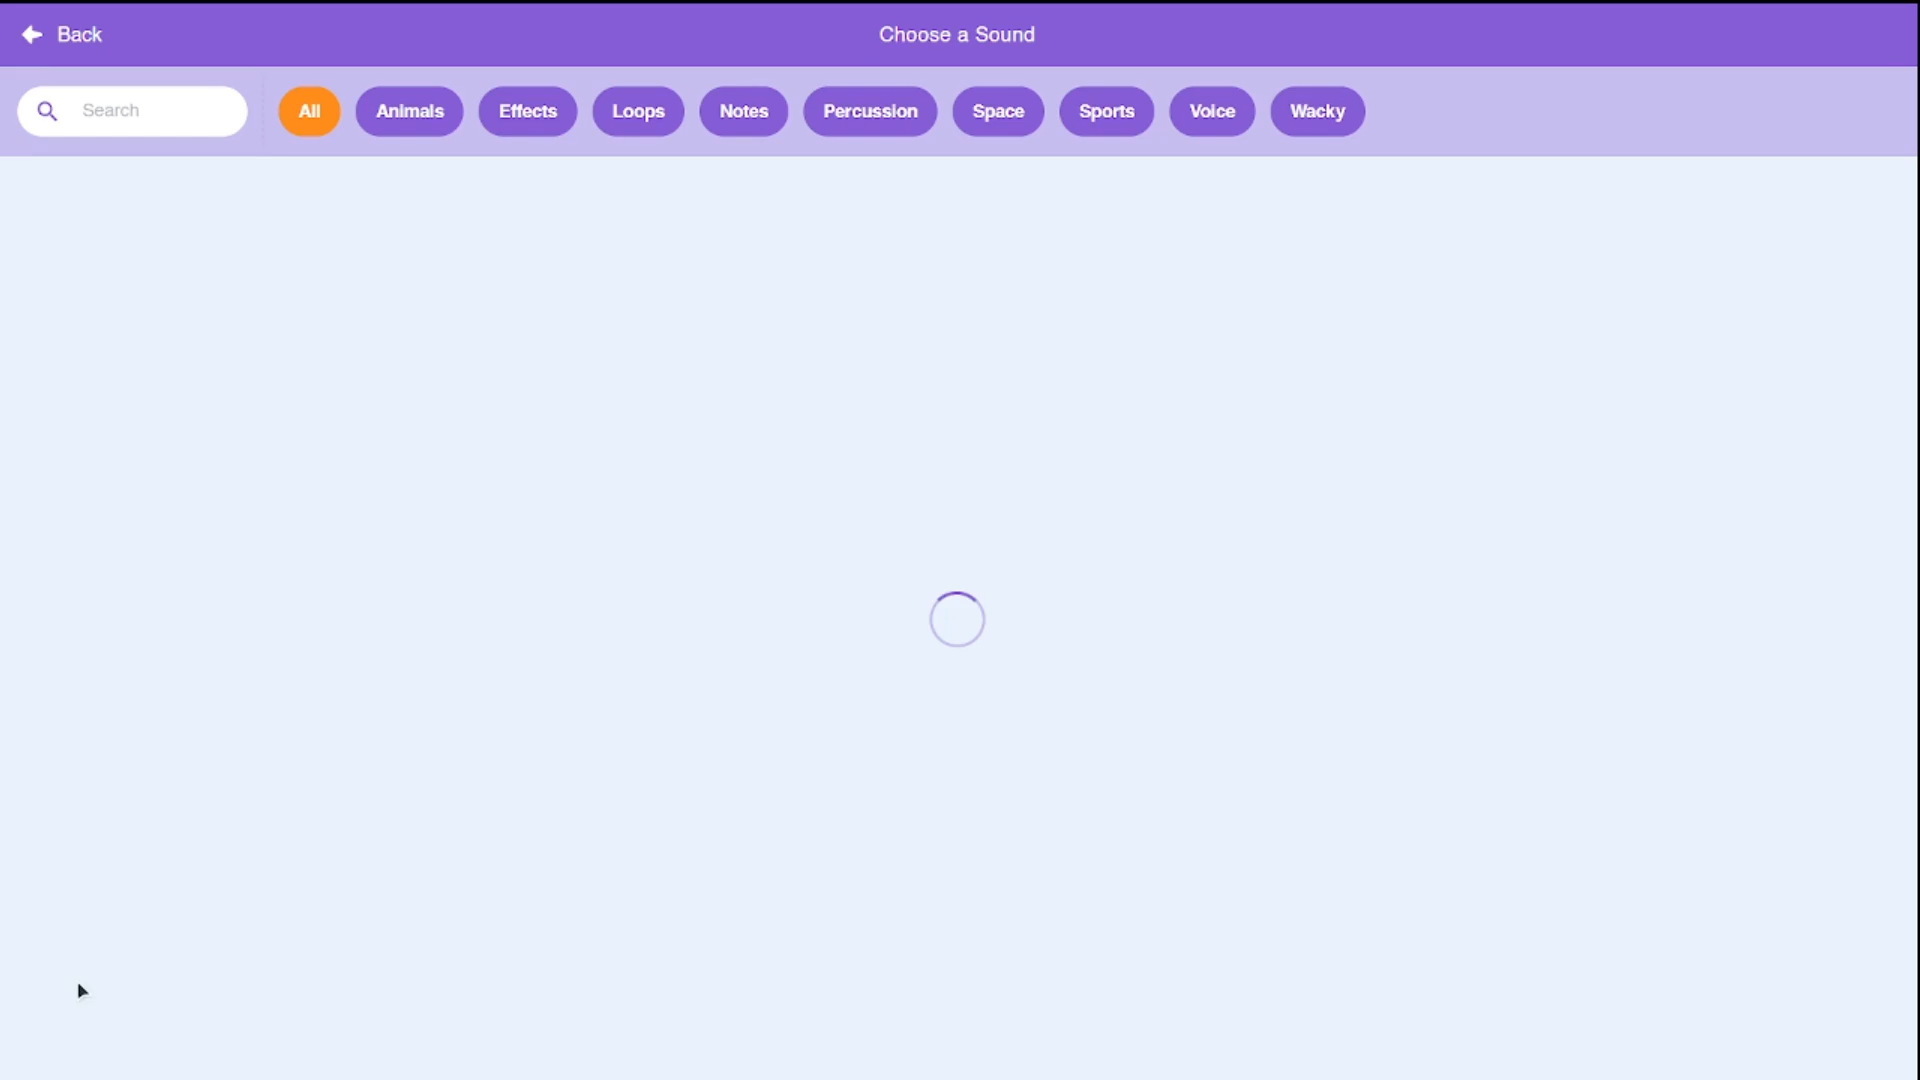 Back
Choose a Sound
Search
All
Animals
Effects
Loops
Notes
Percussion
Space
Sports
Voice
Wacky